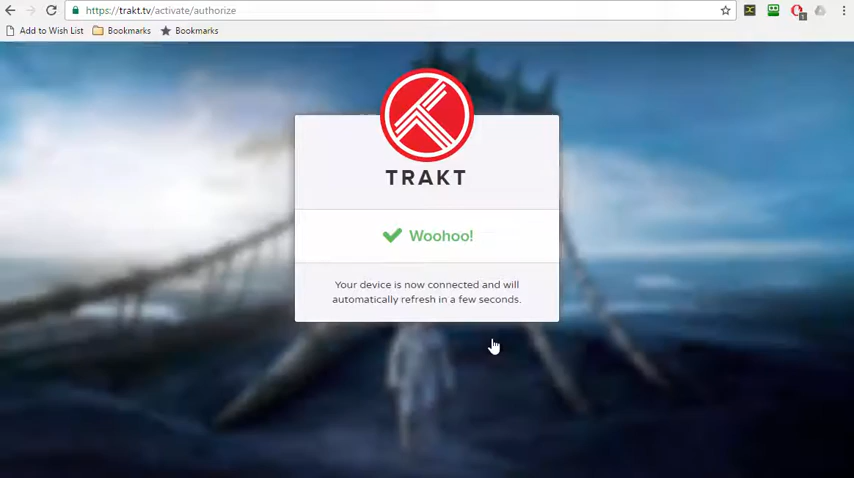 https://trakt.tv/activate/authorize
Add to Wish List Bookmarks Bookmarks
1
TRAKT
Woohoo!
Your device is now connected and will
automatically refresh in a few seconds.